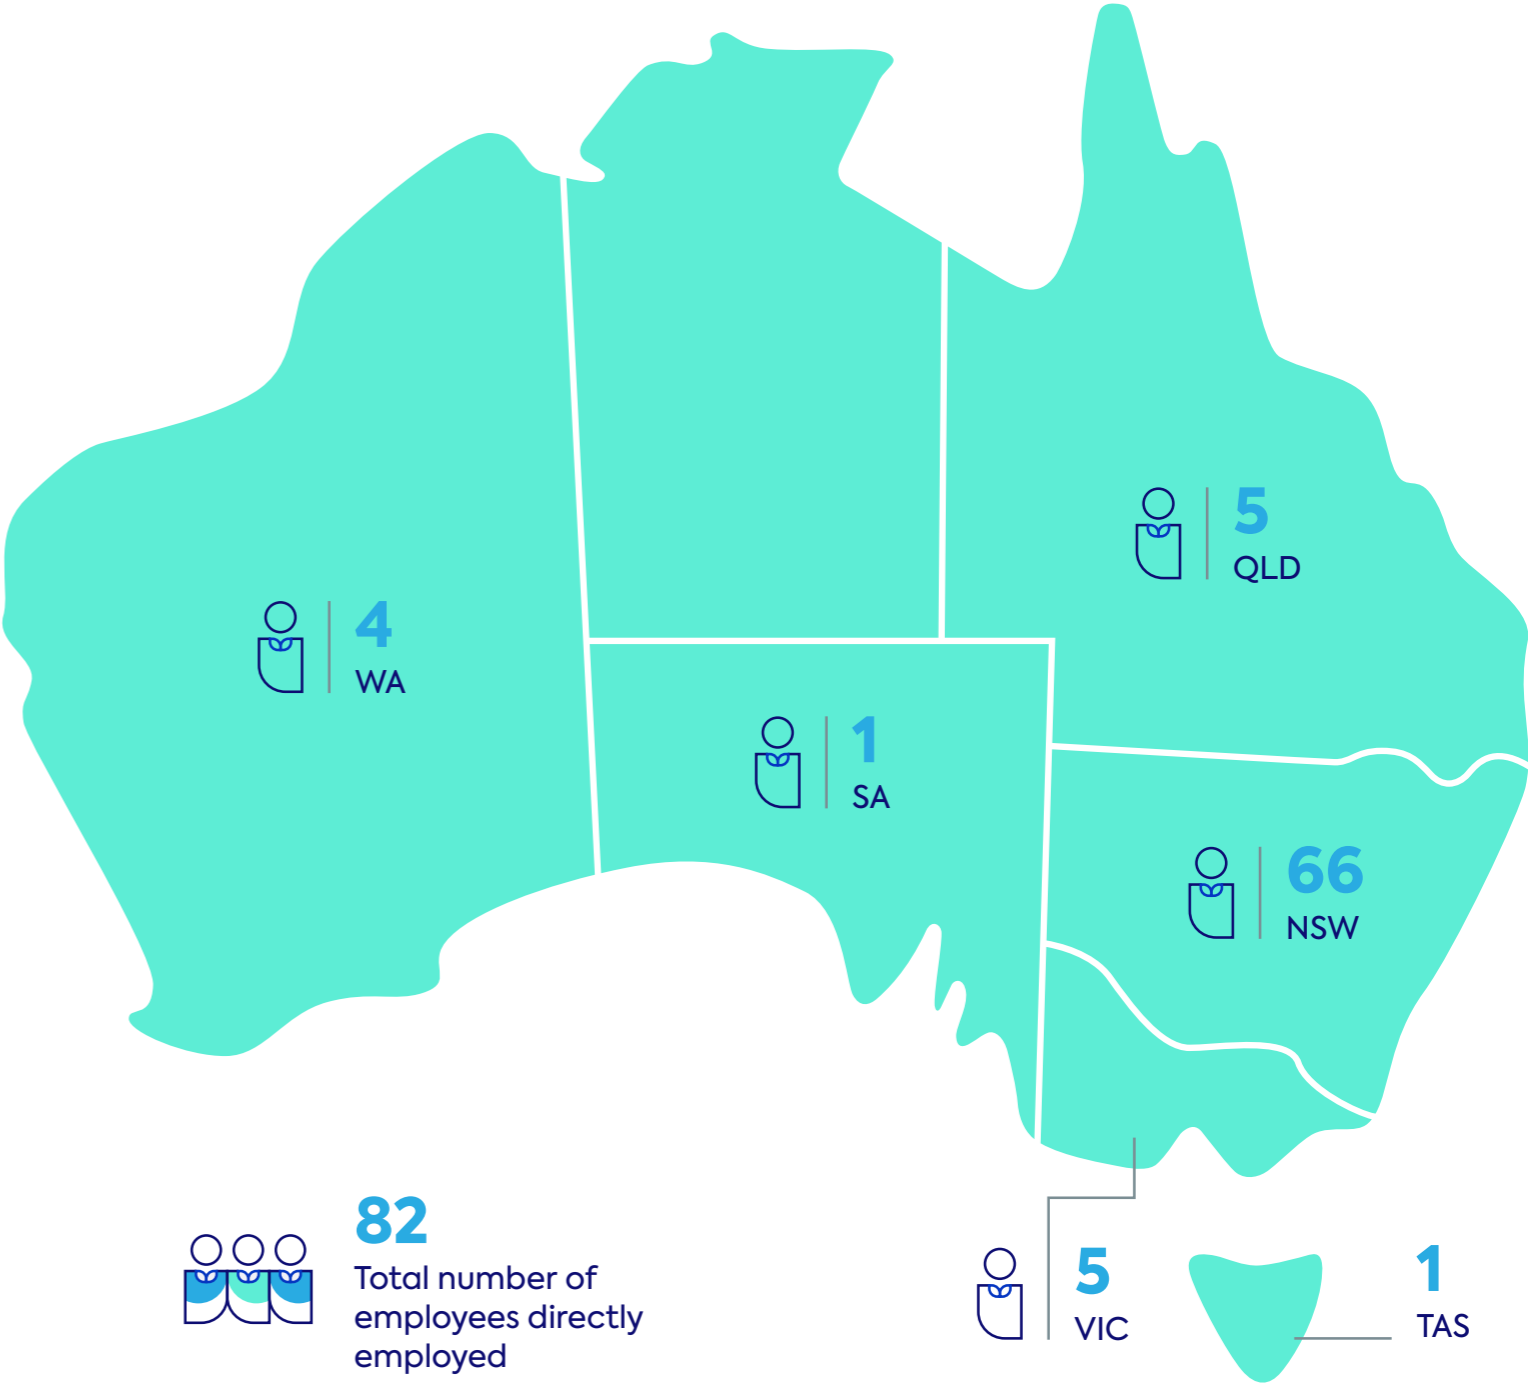 5
QLD
4
WA
1
SA
66
NSW
82
Total number of
employees directly
employed
5
VIC
1
TAS